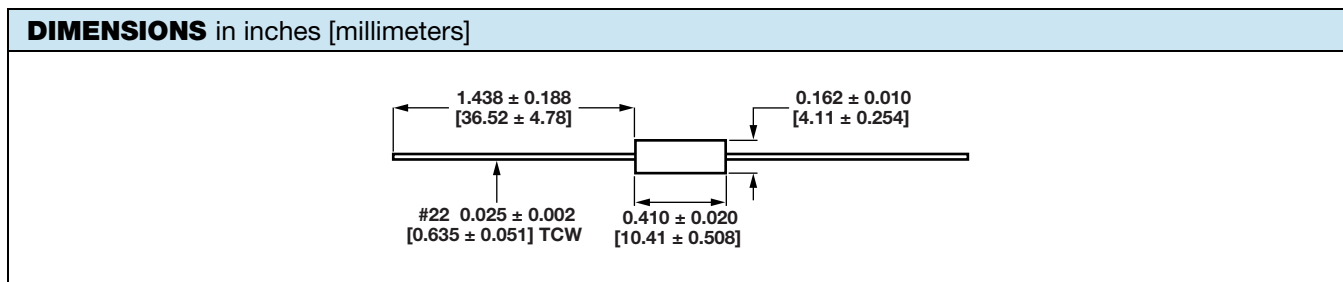 DIMENSIONS in inches [millimeters]
1.438 ± 0.188
[36.52 ± 4.78]
0.162 ± 0.010
[4.11 ± 0.254]
#22 0.025 ± 0.002
[0.635 ± 0.051] TCW
0.410 ± 0.020
[10.41 ± 0.508]